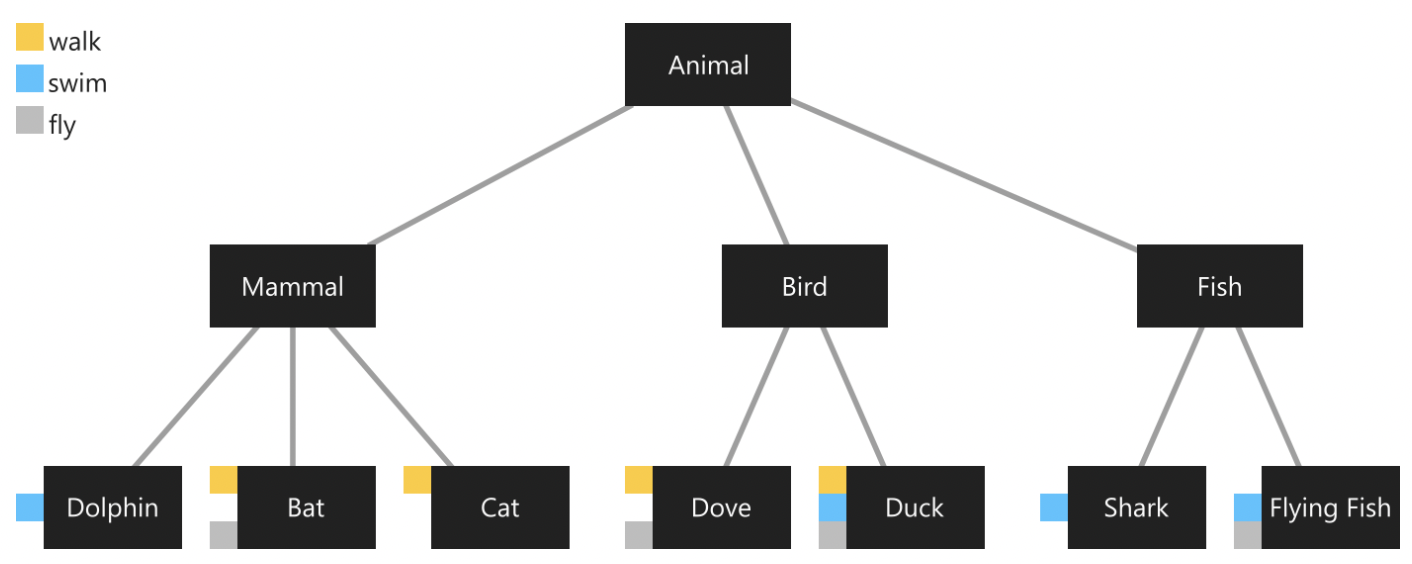 walk
swim
fly
Animal
Mammal
Bird
Fish
Dolphin
Bat
Cat
Dove
Duck
Shark
Flying Fish